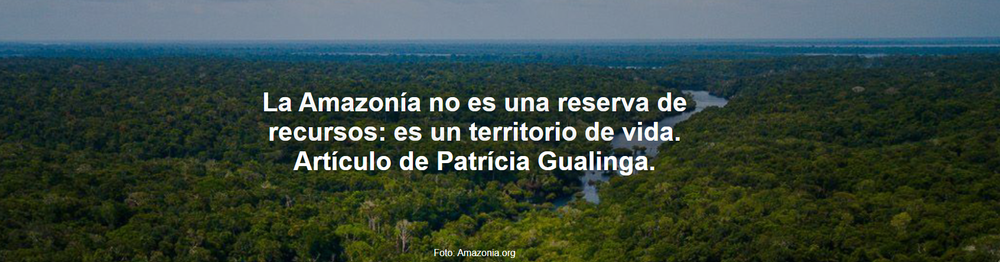 La Amazonía no es una reserva de
recursos: es un territorio de vida.
Artículo de Patrícia Gualinga.
Foto: Amazonia.org